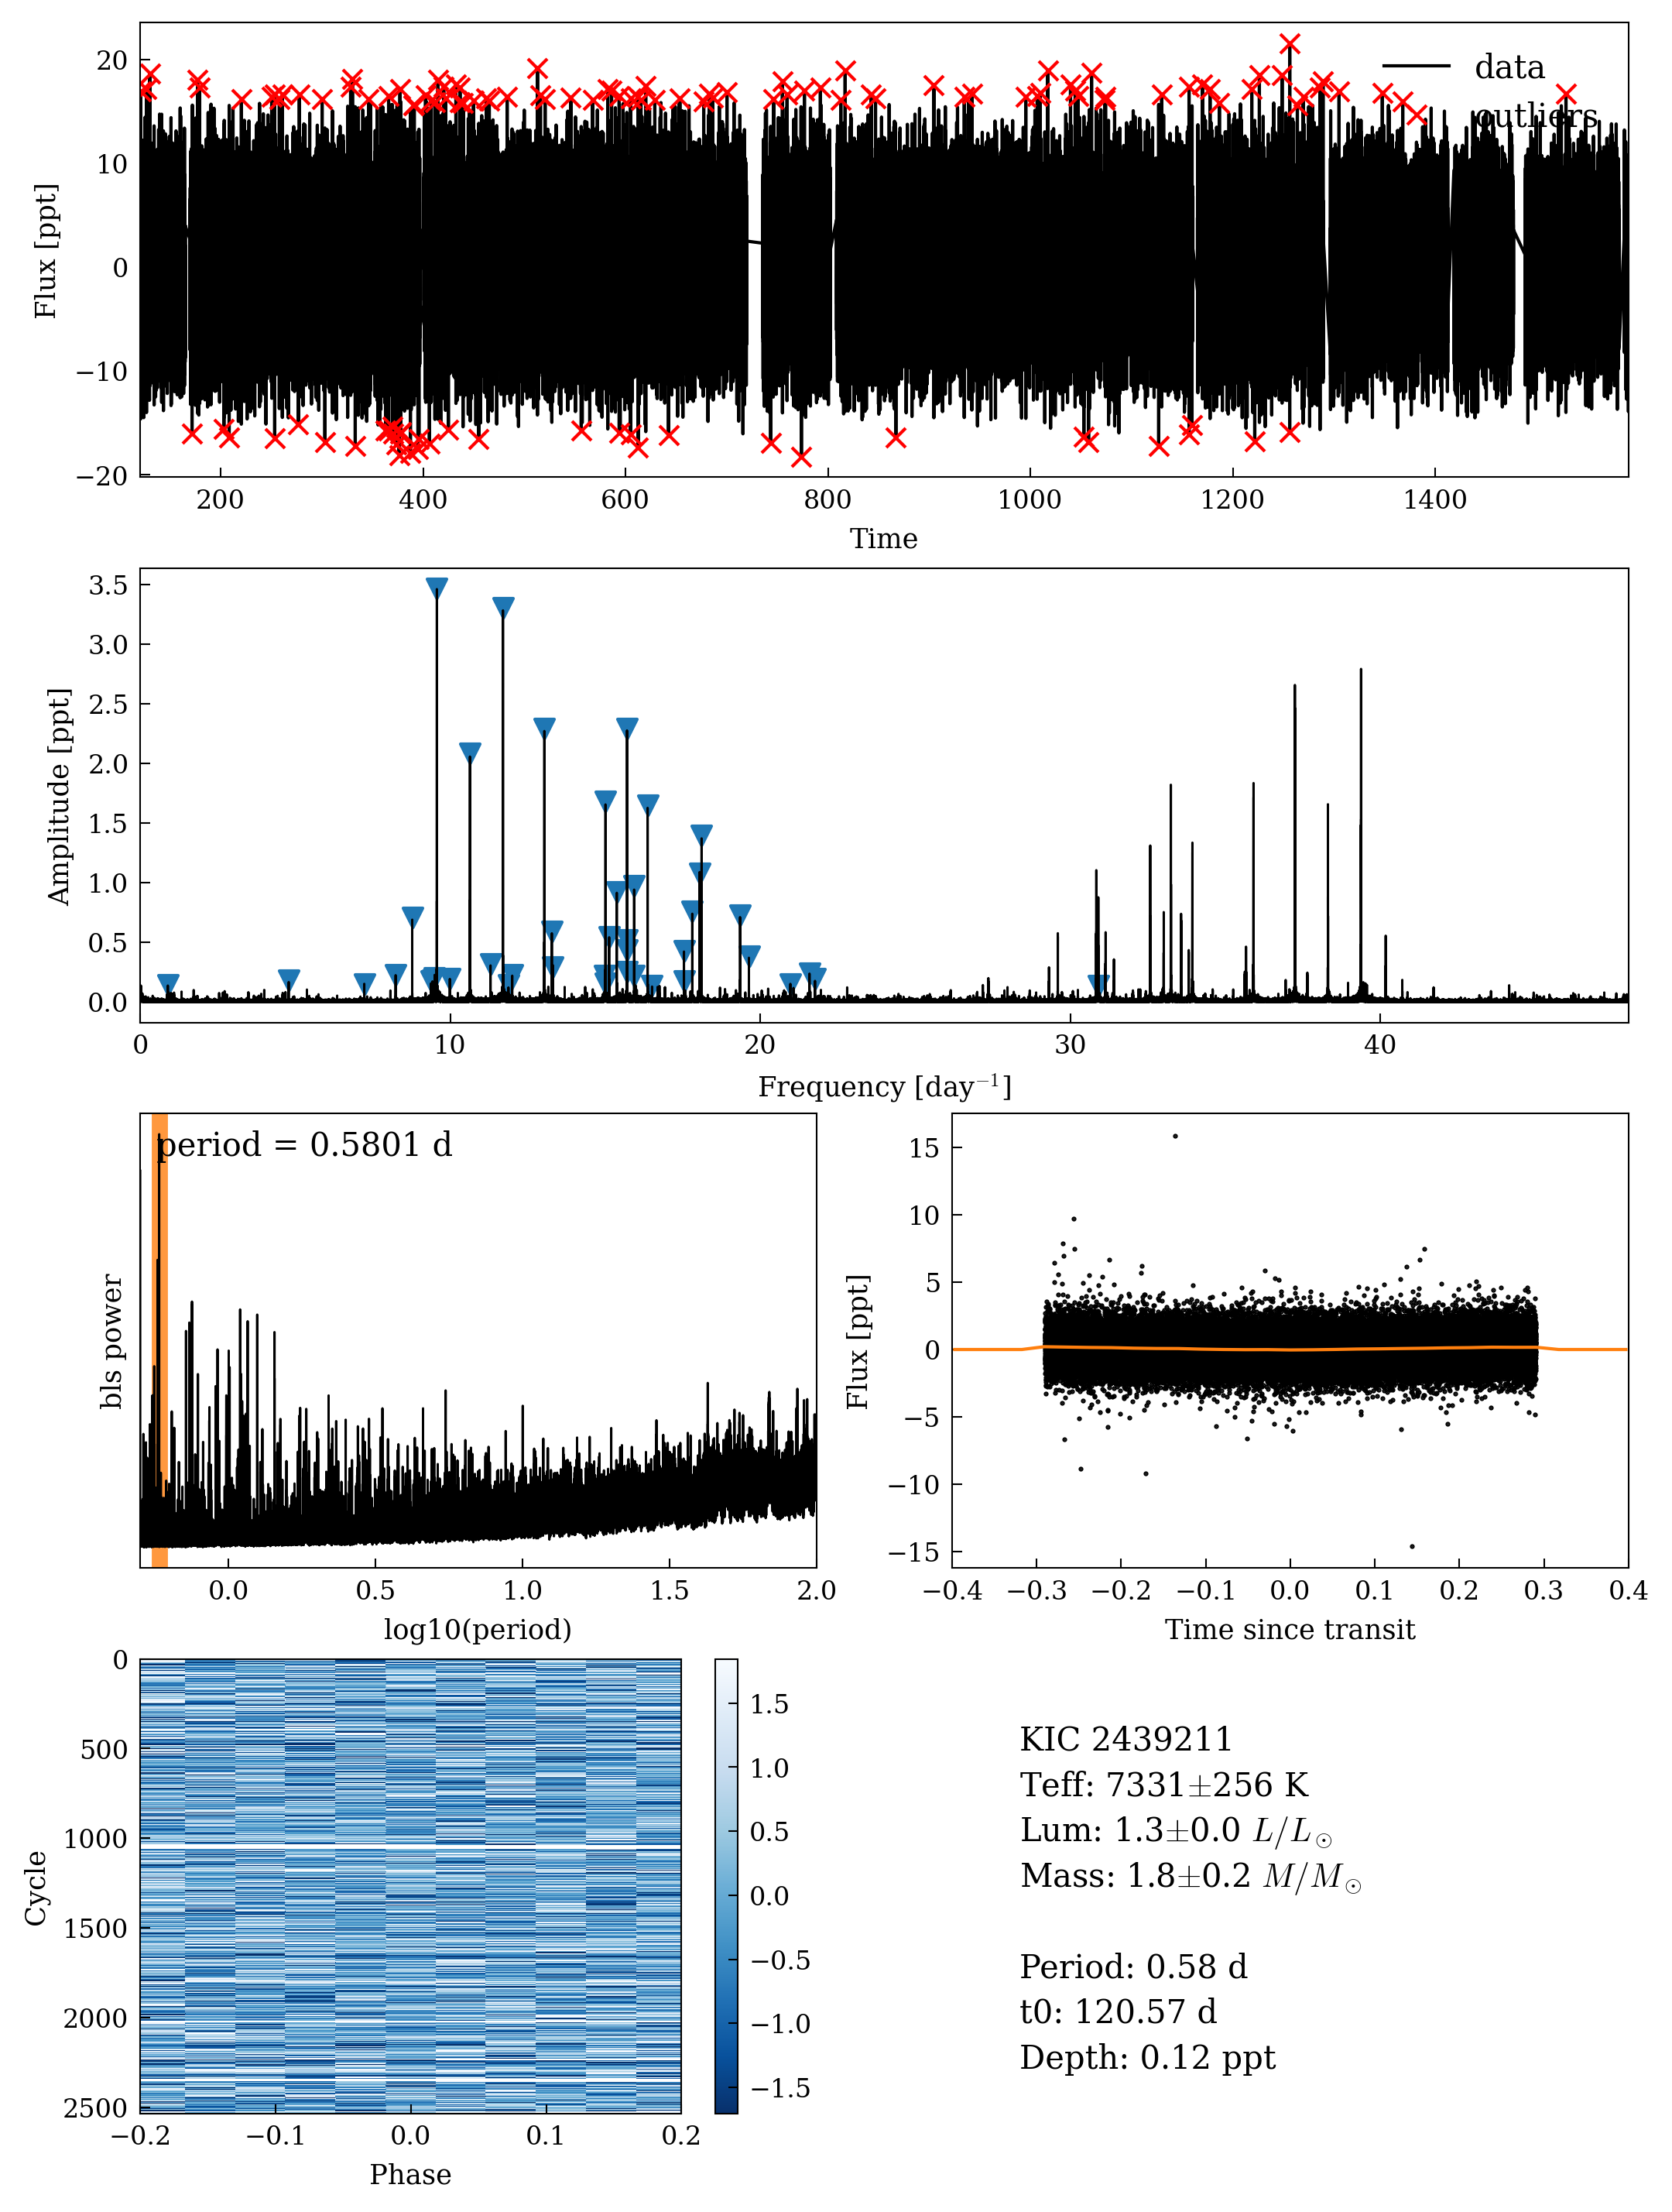 20
10
0
−10
−20
Flux [ppt]
data
outliers
200 400 600 800 1000 1200 1400
Time
3.5
3.0
2.5
2.0
1.5
1.0
0.5
0.0
Amplitude [ppt]
0 10 20 30 40
Frequency [day⁻¹]
period = 0.5801 d
bls power
0.0 0.5 1.0 1.5 2.0
log10(period)
15
10
5
0
−5
−10
−15
Flux [ppt]
−0.4 −0.3 −0.2 −0.1 0.0 0.1 0.2 0.3 0.4
Time since transit
0
500
1000
1500
2000
2500
Cycle
−0.2 −0.1 0.0 0.1 0.2
Phase
1.5
1.0
0.5
0.0
−0.5
−1.0
−1.5
KIC 2439211
Teff: 7331±256 K
Lum: 1.3±0.0 L/L⊙
Mass: 1.8±0.2 M/M⊙
Period: 0.58 d
t0: 120.57 d
Depth: 0.12 ppt